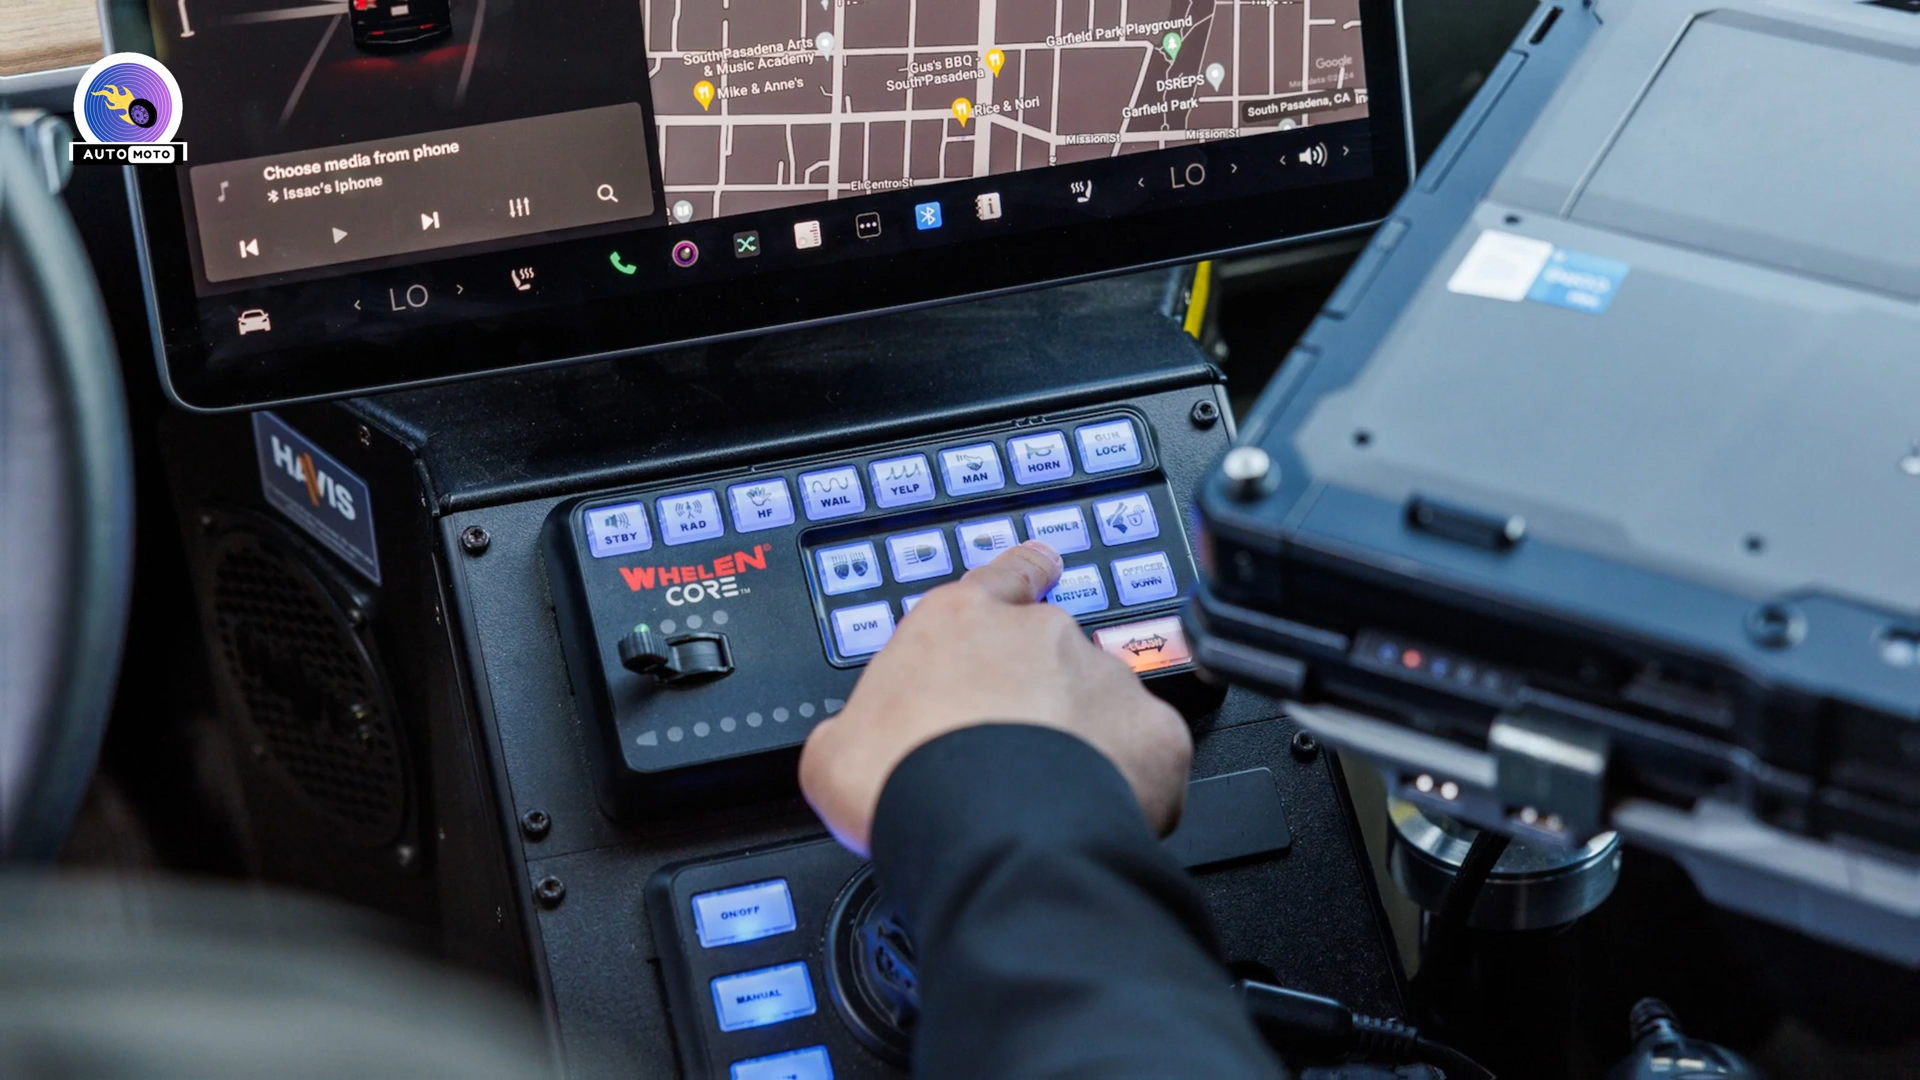 South Pasadena Arts
& Music Academy
Mike & Anne's
Gus's BBQ -
South Pasadena
Rice & Nori
Garfield Park Playground
DSREPS
Garfield Park
Google
South Pasadena, CA
Mission St
Mission St
El Centro St
AUTO MOTO
Choose media from phone
Issac's Iphone
LO
LO
HAVIS
STBY
RAD
HF
WAIL
YELP
MAN
HORN
GUN
LOCK
WHELEN®
CORE™
HOWLR
DVM
DRIVER
OFFICER
DOWN
ON/OFF
MANUAL